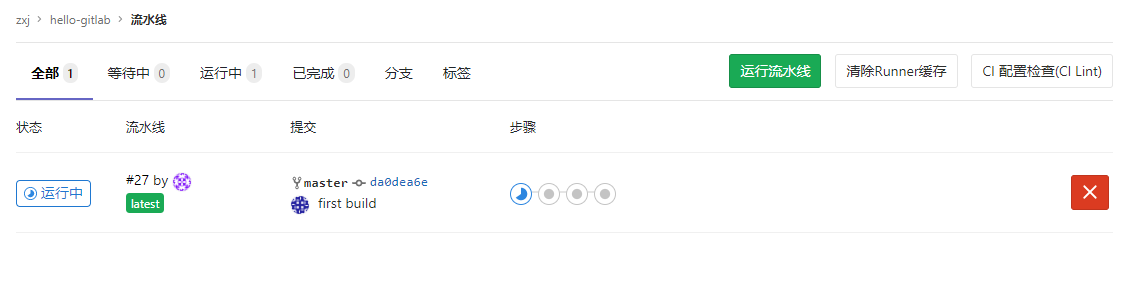 zxj > hello-gitlab > 流水线
全部 1 等待中 0 运行中 1 已完成 0 分支 标签 运行流水线 清除Runner缓存 CI 配置检查(CI Lint)
状态 流水线 提交 步骤
运行中 #27 by master da0dea6e
latest first build